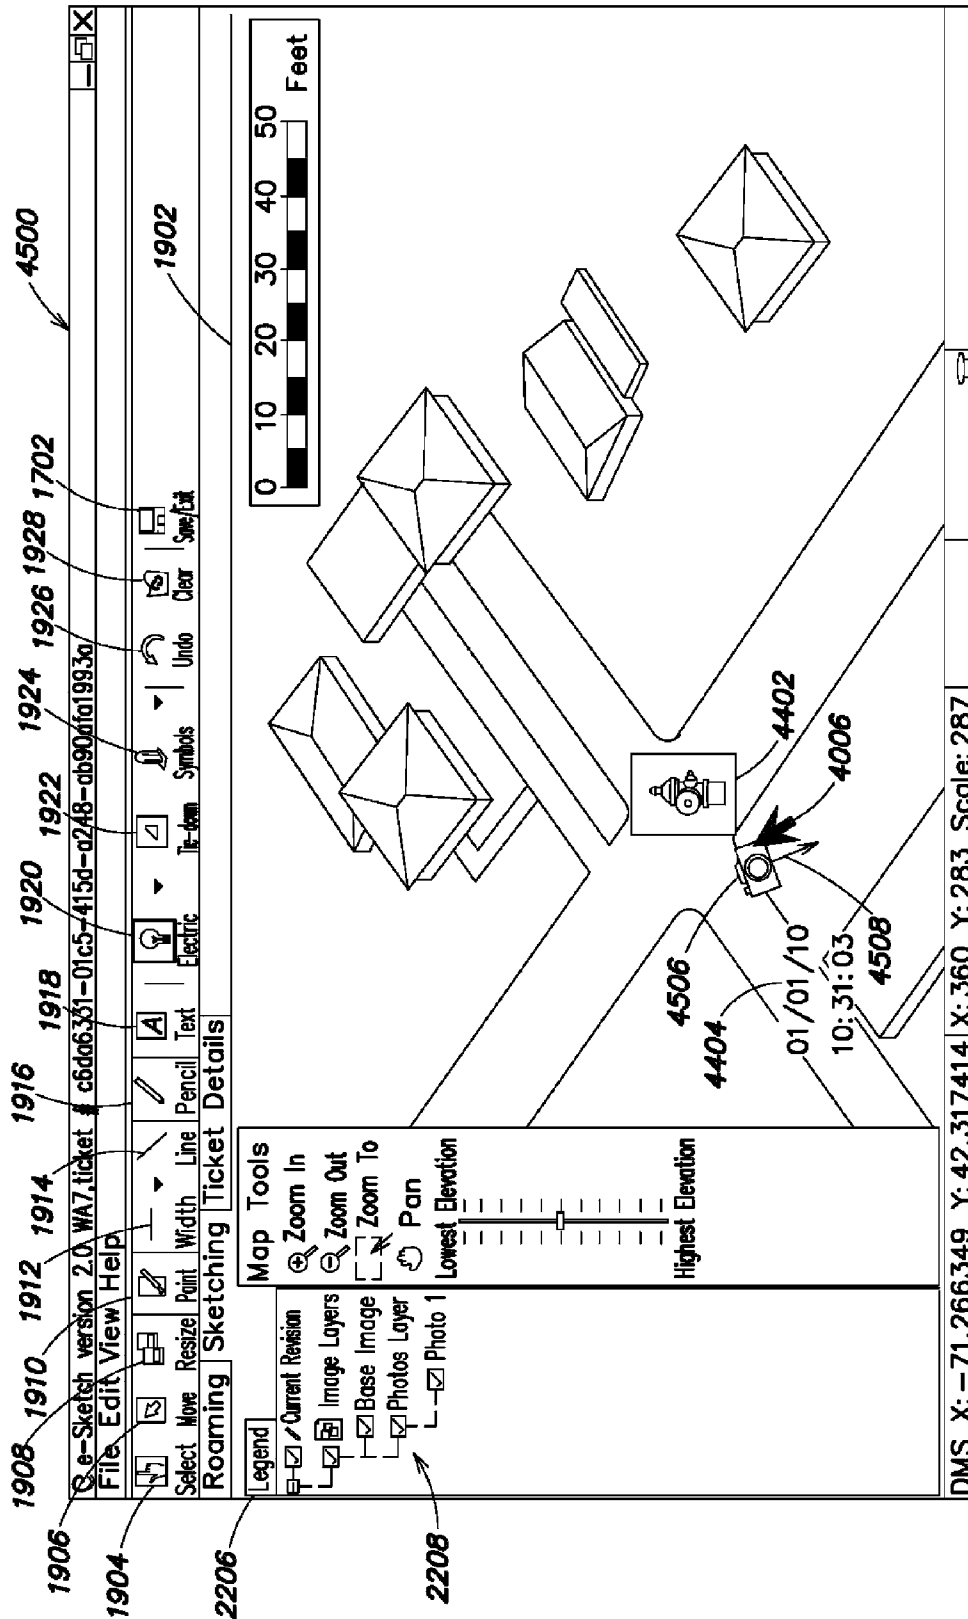 4500
1902
1904
1906
1908
1910
1912
1914
1916
1918
1920
1922
1924
1926
1928
1702
e-Sketch version 2.0 WA7,ticket # c6da6331-01c5-415d-a248-ab90dfa1993a
File Edit View Help
Select Move Resize Paint Width Line Pencil Text Electric Tie-down Symbols Undo Clear Save/Exit
Roaming Sketching Ticket Details
2206
Legend
Current Revision
Image Layers
Base Image
Photos Layer
Photo 1
2208
Map Tools
Zoom In
Zoom Out
Zoom To
Pan
Lowest Elevation
Highest Elevation
0 10 20 30 40 50
Feet
4402
4006
4506
4404
01/01/10
10:31:03
4508
DMS X:-71.266349 Y:42.317414 X:360 Y:283 Scale:287